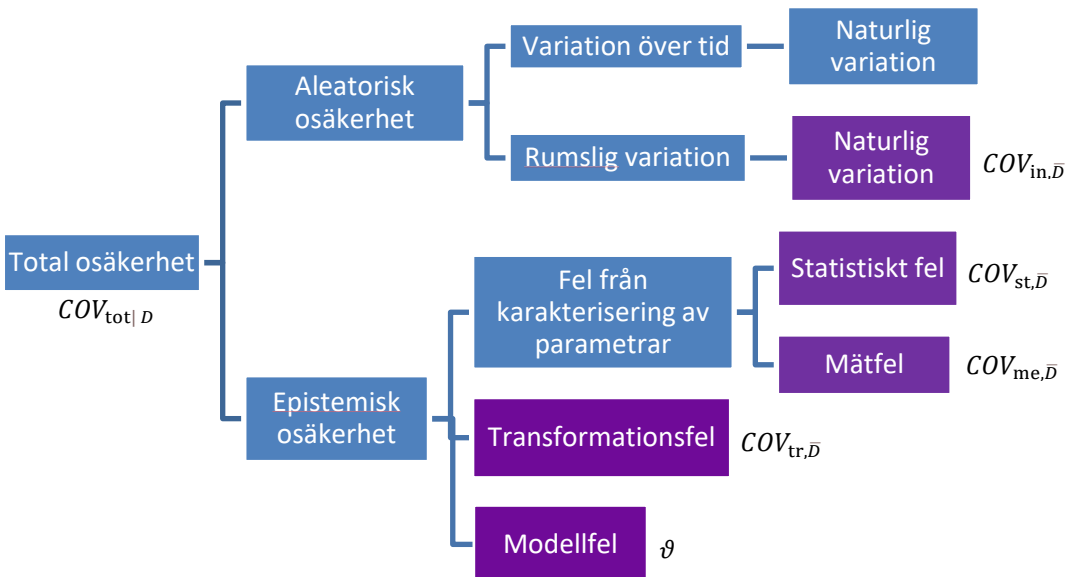 Variation över tid
Naturlig
variation
Aleatorisk
osäkerhet
Rumslig variation
Naturlig
variation
COV_in,D̅
Total osäkerhet
COV_tot| D
Fel från
karakterisering av
parametrar
Statistiskt fel
COV_st,D̅
Mätfel
COV_me,D̅
Epistemisk
osäkerhet
Transformationsfel
COV_tr,D̅
Modellfel
ϑ